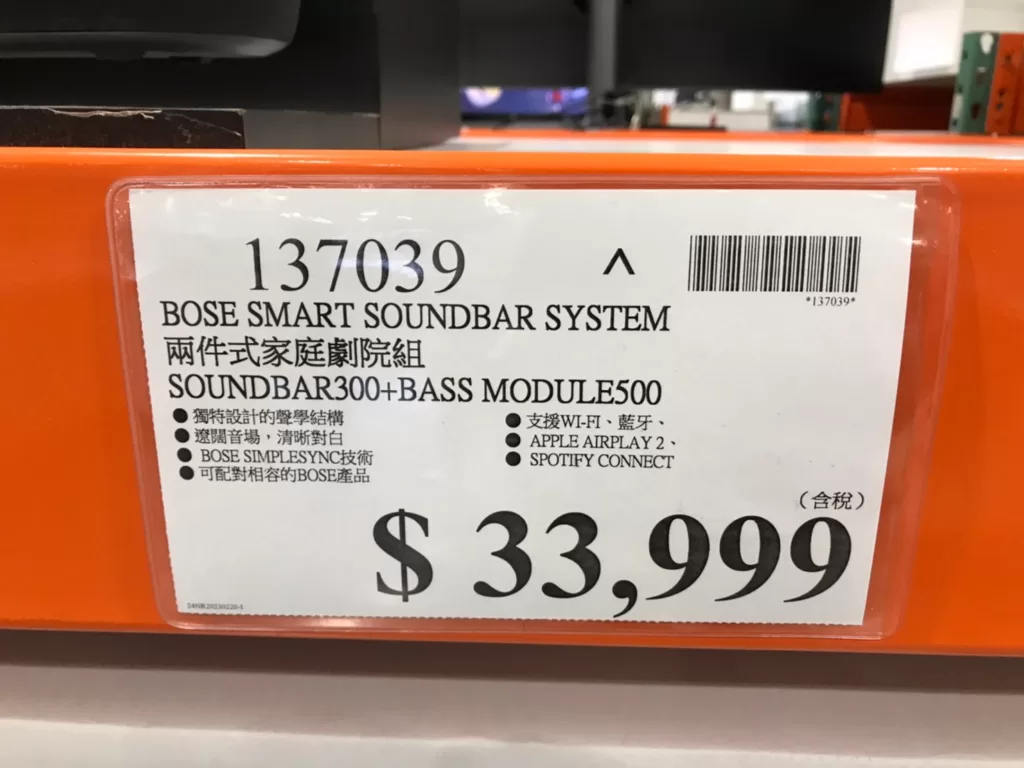 137039
^
*137039*
BOSE SMART SOUNDBAR SYSTEM
兩件式家庭劇院組
SOUNDBAR300+BASS MODULE500
● 獨特設計的聲學結構
● 遼闊音場，清晰對白
● BOSE SIMPLESYNC技術
● 可配對相容的BOSE產品
● 支援WI-FI、藍牙、
● APPLE AIRPLAY 2、
● SPOTIFY CONNECT
（含稅）
$ 33,999